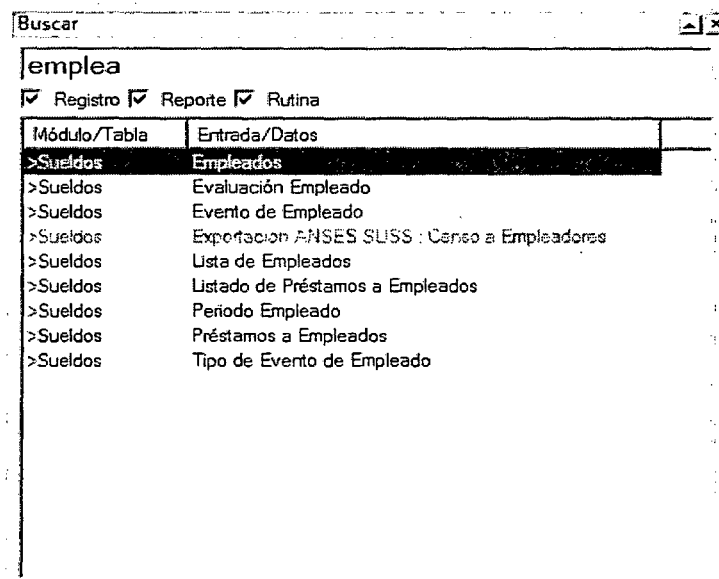 Buscar
emplea
Registro Reporte Rutina
Módulo/Tabla Entrada/Datos
>Sueldos Empleados
>Sueldos Evaluación Empleado
>Sueldos Evento de Empleado
>Sueldos Exportacion ANSES SUSS : Censo a Empleadores
>Sueldos Lista de Empleados
>Sueldos Listado de Préstamos a Empleados
>Sueldos Periodo Empleado
>Sueldos Préstamos a Empleados
>Sueldos Tipo de Evento de Empleado